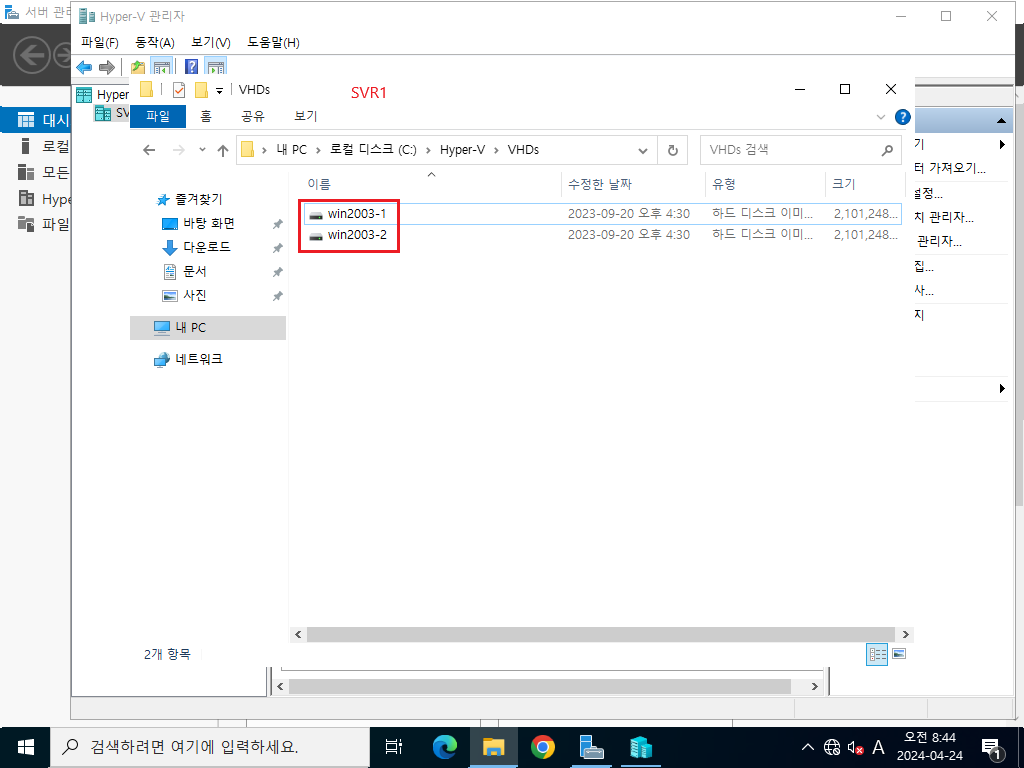 서버 관리
Hyper-V 관리자
파일(F) 동작(A) 보기(V) 도움말(H)
Hyper
SV
대시
로컬
모든
Hype
파일
VHDs
SVR1
파일 홈 공유 보기
내 PC › 로컬 디스크 (C:) › Hyper-V › VHDs
VHDs 검색
이름 수정한 날짜 유형 크기
win2003-1 2023-09-20 오후 4:30 하드 디스크 이미... 2,101,248...
win2003-2 2023-09-20 오후 4:30 하드 디스크 이미... 2,101,248...
즐겨찾기
바탕 화면
다운로드
문서
사진
내 PC
네트워크
2개 항목
기
터 가져오기...
설정...
치 관리자...
관리자...
집...
사...
지
검색하려면 여기에 입력하세요.
A
오전 8:44
2024-04-24
1